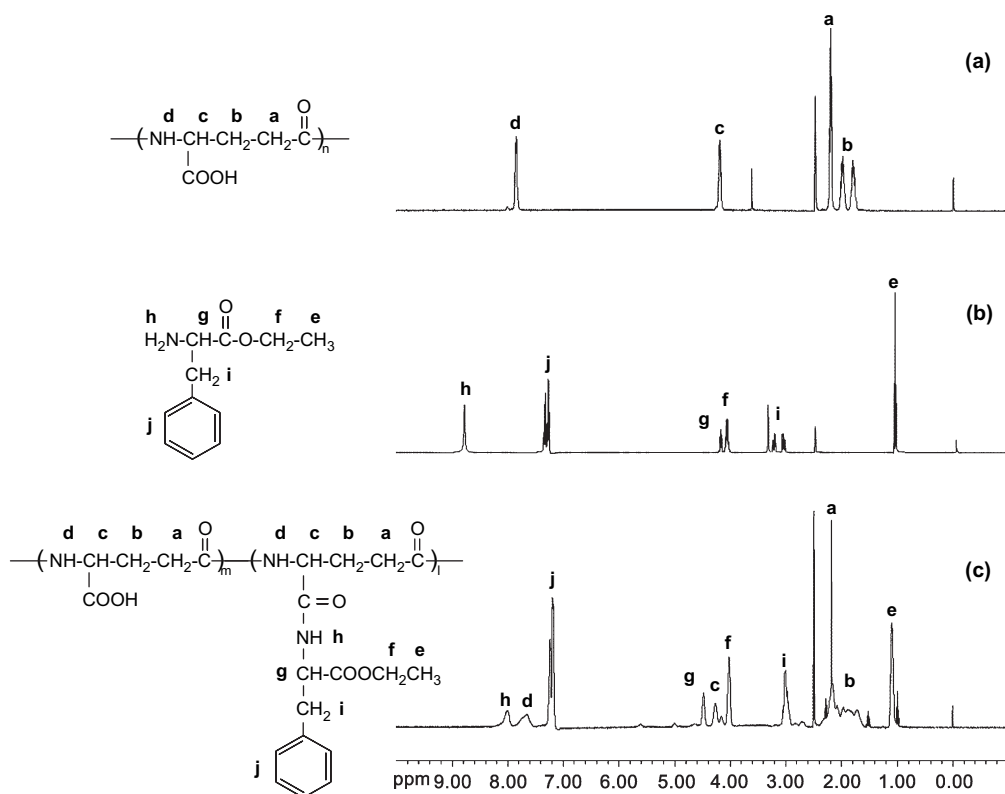 a
(a)
d c b a O
—(NH-CH-CH₂-CH₂-C)n—
COOH
d
c
b
e
(b)
h g O f e
H₂N-CH-C-O-CH₂-CH₃
CH₂ i
j
h
j
g
f
i
a
(c)
d c b a O d c b a O
—(NH-CH-CH₂-CH₂-C)m—(NH-CH-CH₂-CH₂-C)l—
COOH
C=O
NH h
g f e
CH-COOCH₂CH₃
CH₂ i
j
h
d
j
g
c
f
i
b
e
ppm 9.00 8.00 7.00 6.00 5.00 4.00 3.00 2.00 1.00 0.00